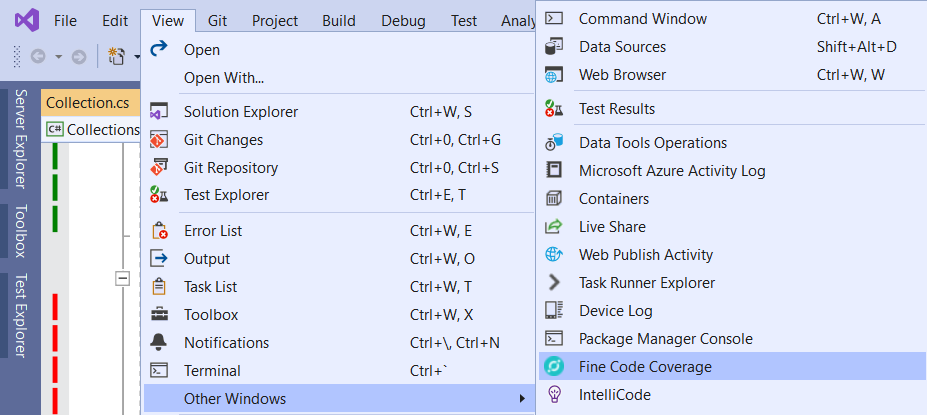 File Edit View Git Project Build Debug Test Analy
Server Explorer
Toolbox
Test Explorer
Collection.cs
C# Collections
Open
Open With...
Solution Explorer Ctrl+W, S
Git Changes Ctrl+0, Ctrl+G
Git Repository Ctrl+0, Ctrl+S
Test Explorer Ctrl+E, T
Error List Ctrl+W, E
Output Ctrl+W, O
Task List Ctrl+W, T
Toolbox Ctrl+W, X
Notifications Ctrl+\, Ctrl+N
Terminal Ctrl+`
Other Windows
Command Window Ctrl+W, A
Data Sources Shift+Alt+D
Web Browser Ctrl+W, W
Test Results
Data Tools Operations
Microsoft Azure Activity Log
Containers
Live Share
Web Publish Activity
Task Runner Explorer
Device Log
Package Manager Console
Fine Code Coverage
IntelliCode